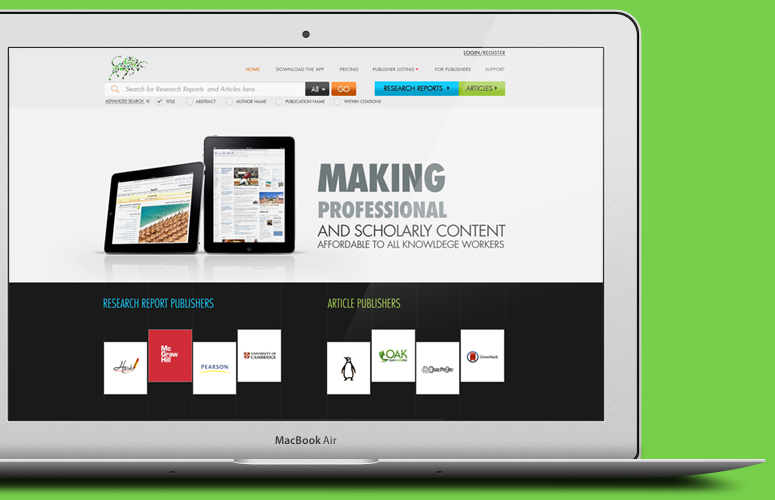 LOGIN/REGISTER
HOME
DOWNLOAD THE APP
PRICING
PUBLISHER LISTING
FOR PUBLISHERS
SUPPORT
Search for Research Reports and Articles here...
All
GO
RESEARCH REPORTS
ARTICLES
ADVANCED SEARCH
TITLE
ABSTRACT
AUTHOR NAME
PUBLICATION NAME
WITHIN CITATIONS
MAKING
PROFESSIONAL
AND SCHOLARLY CONTENT
AFFORDABLE TO ALL KNOWLDEGE WORKERS
RESEARCH REPORT PUBLISHERS
ARTICLE PUBLISHERS
Mc
Graw
Hill
PEARSON
UNIVERSITY OF
CAMBRIDGE
OAK
MacBook Air